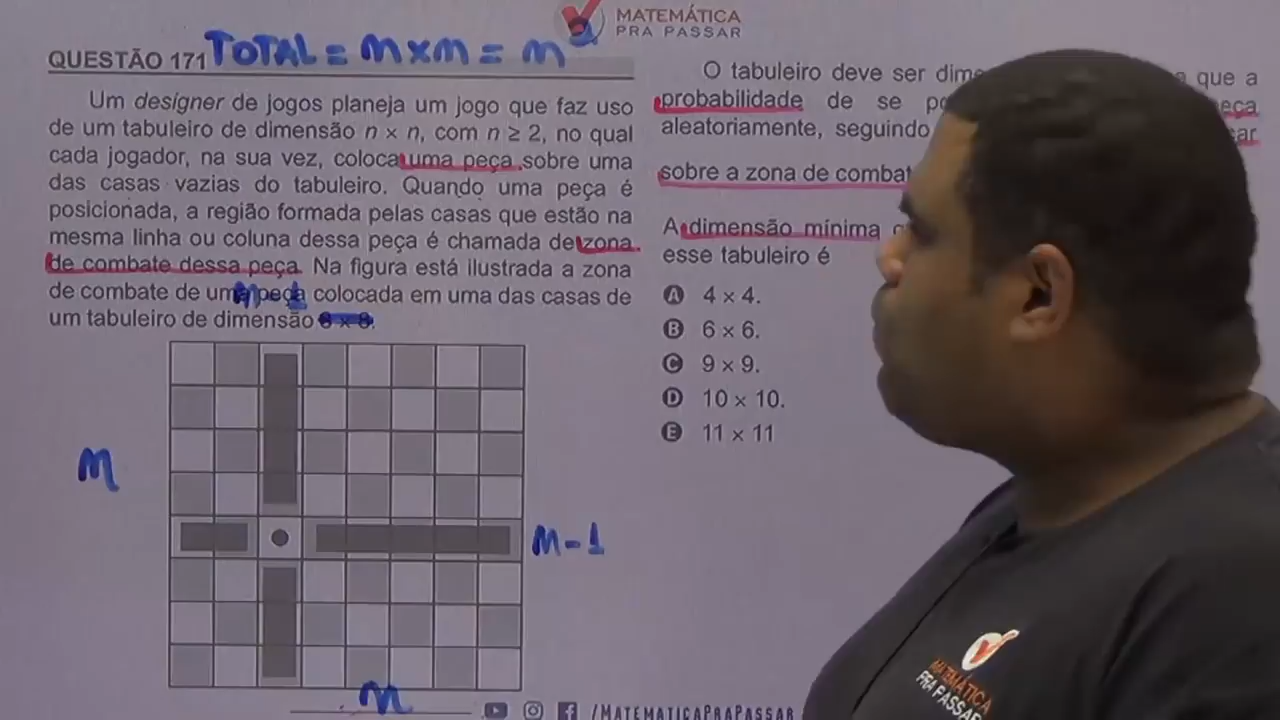 MATEMÁTICA
PRA PASSAR
QUESTÃO 171 TOTAL = M x M = M²
Um designer de jogos planeja um jogo que faz uso
de um tabuleiro de dimensão n × n, com n ≥ 2, no qual
cada jogador, na sua vez, coloca uma peça sobre uma
das casas vazias do tabuleiro. Quando uma peça é
posicionada, a região formada pelas casas que estão na
mesma linha ou coluna dessa peça é chamada de zona
de combate dessa peça. Na figura está ilustrada a zona
de combate de uma peça colocada em uma das casas de
um tabuleiro de dimensão 8 × 8.
M
M - 1
M
O tabuleiro deve ser que a
probabilidade de se
aleatoriamente, seguindo
sobre a zona de
A dimensão mínima
esse tabuleiro é
A 4 × 4.
B 6 × 6.
C 9 × 9.
D 10 × 10.
E 11 × 11
/MATEMATICAPRAPASSAR
MATEMÁTICA
PRA PASSAR